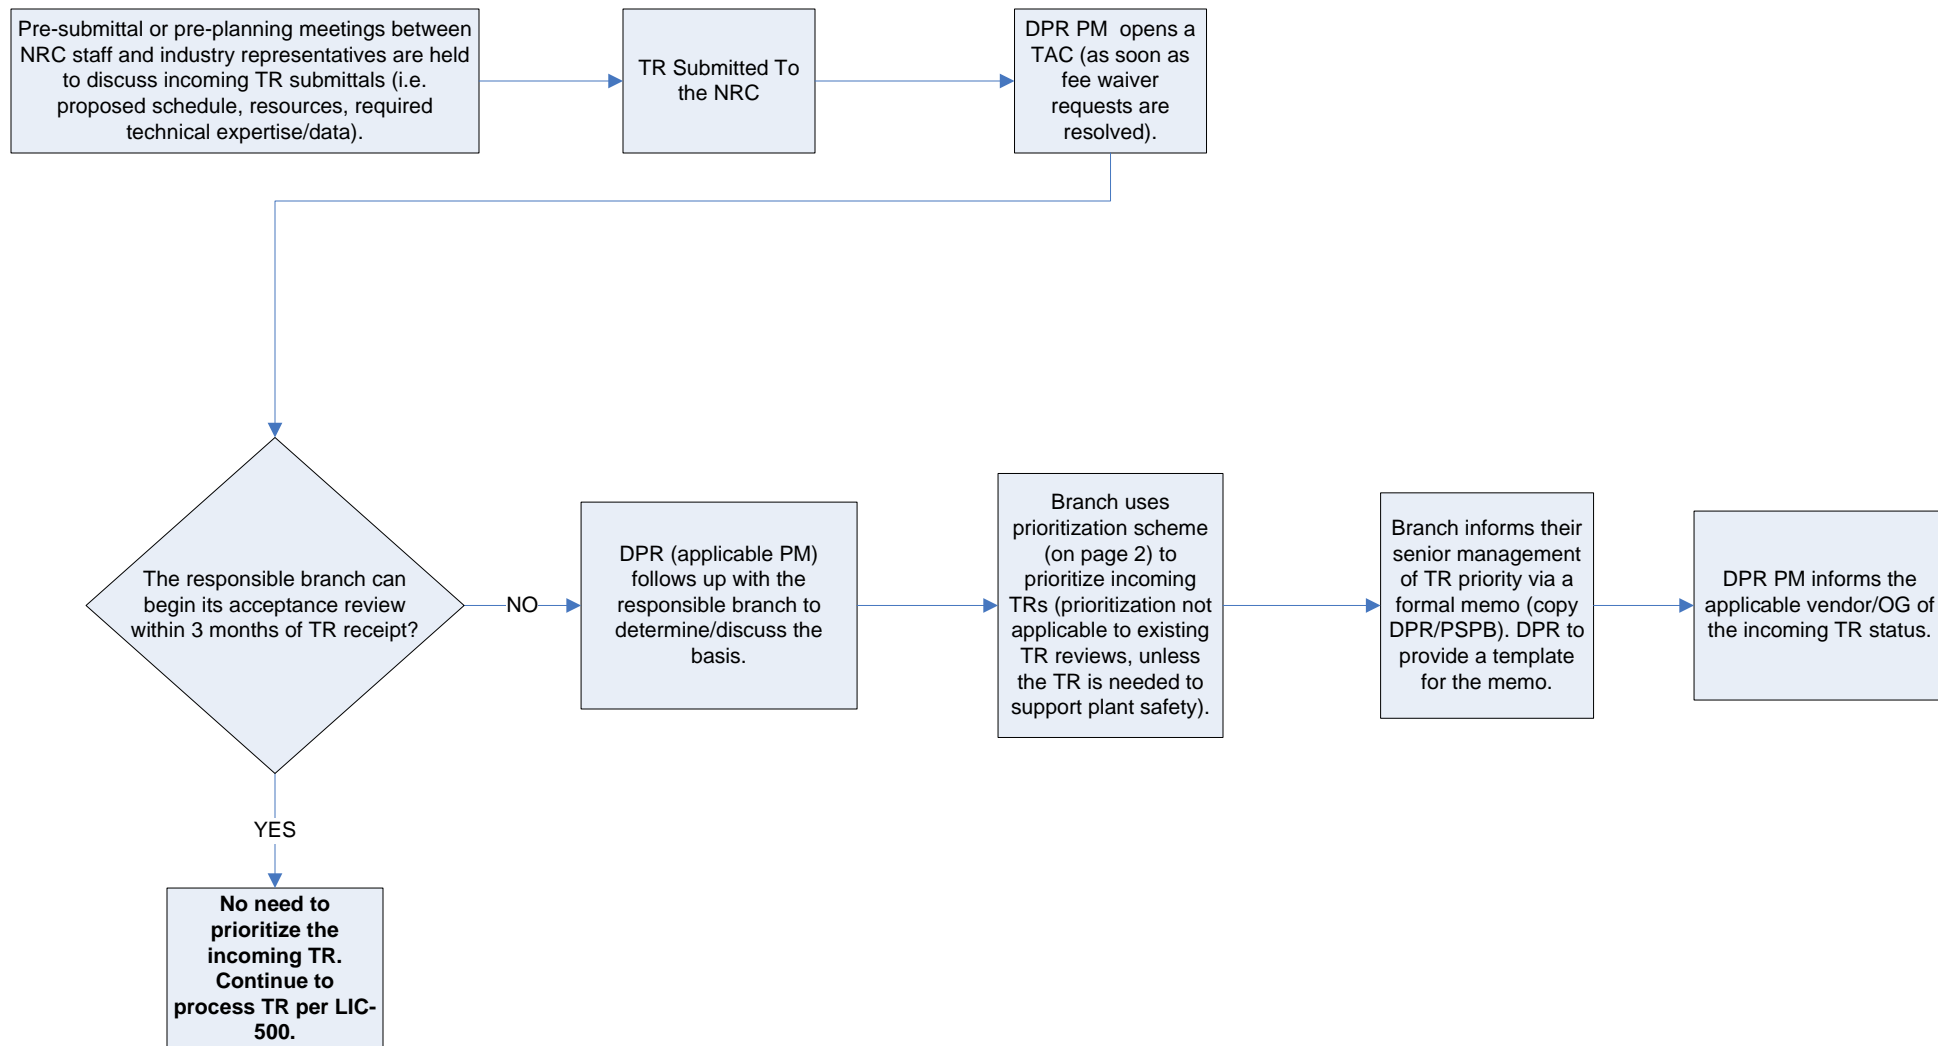 Pre-submittal or pre-planning meetings between
NRC staff and industry representatives are held
to discuss incoming TR submittals (i.e.
proposed schedule, resources, required
technical expertise/data).
TR Submitted To
the NRC
DPR PM  opens a
TAC (as soon as
fee waiver
requests are
resolved).
The responsible branch can
begin its acceptance review
within 3 months of TR receipt?
NO
DPR (applicable PM)
follows up with the
responsible branch to
determine/discuss the
basis.
Branch uses
prioritization scheme
(on page 2) to
prioritize incoming
TRs (prioritization not
applicable to existing
TR reviews, unless
the TR is needed to
support plant safety).
Branch informs their
senior management
of TR priority via a
formal memo (copy
DPR/PSPB). DPR to
provide a template
for the memo.
DPR PM informs the
applicable vendor/OG of
the incoming TR status.
YES
No need to
prioritize the
incoming TR.
Continue to
process TR per LIC-
500.